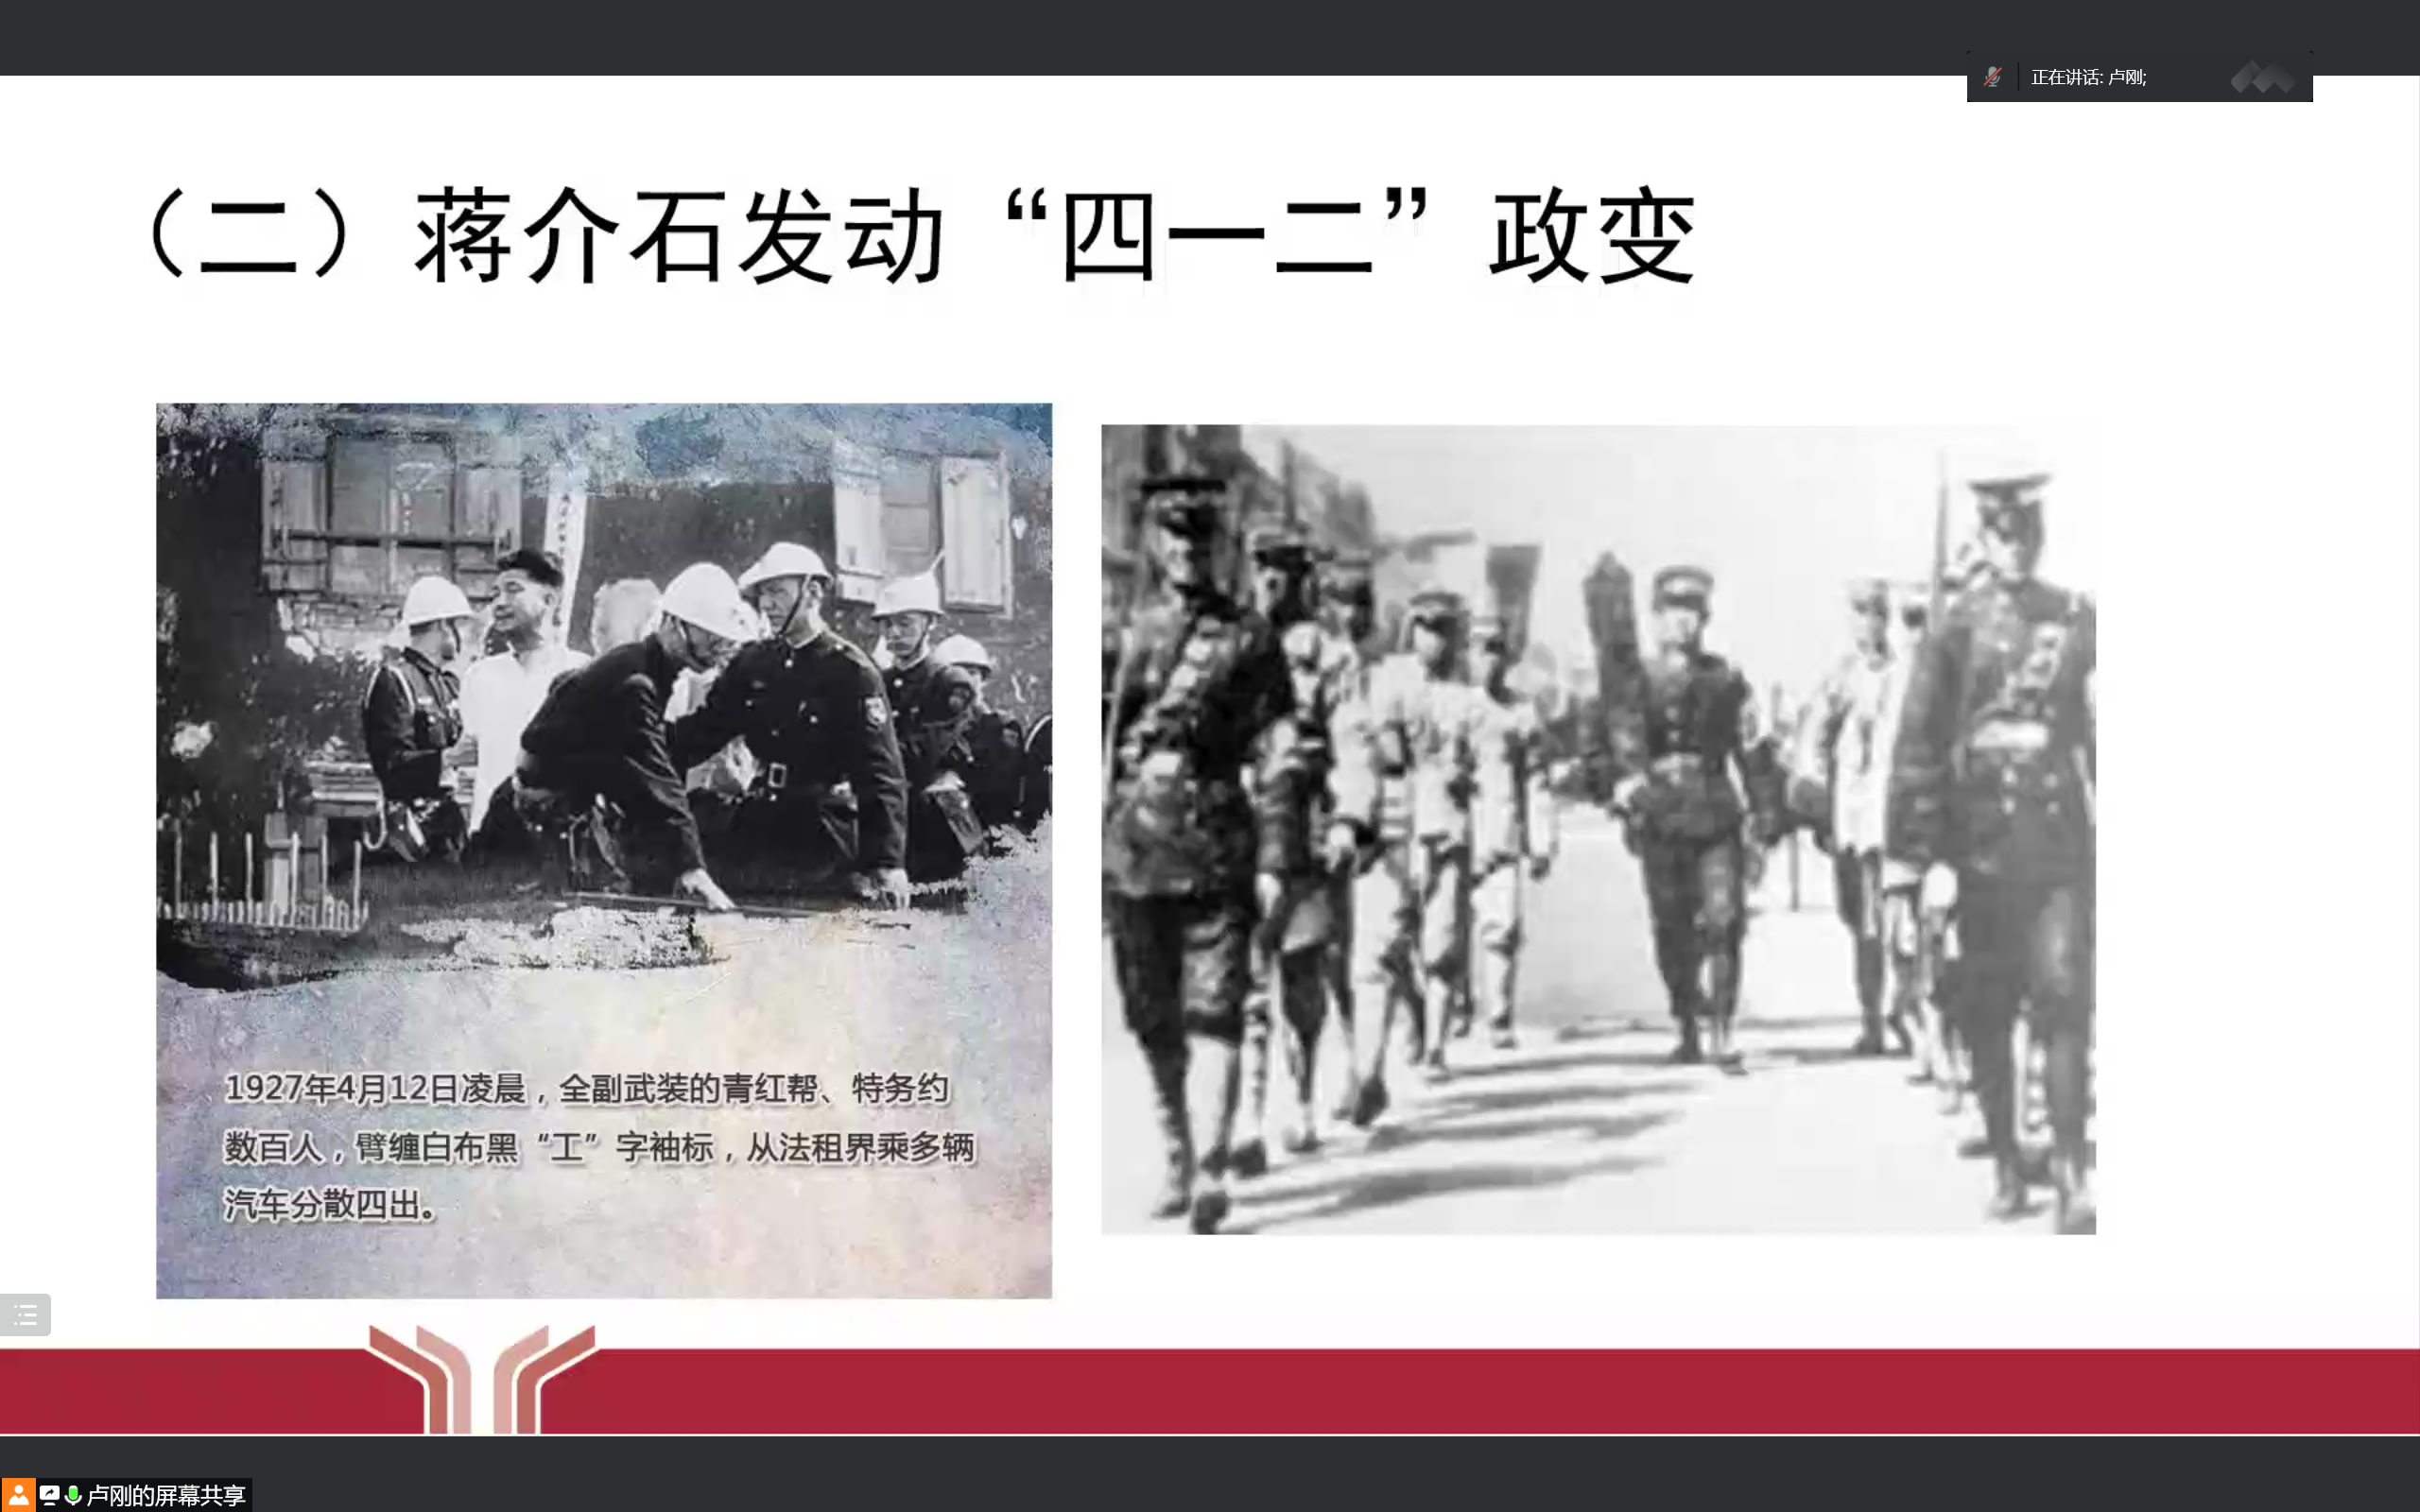 正在讲话: 卢刚;
（二）蒋介石发动“四一二”政变
1927年4月12日凌晨，全副武装的青红帮、特务约
数百人，臂缠白布黑“工”字袖标，从法租界乘多辆
汽车分散四出。
卢刚的屏幕共享